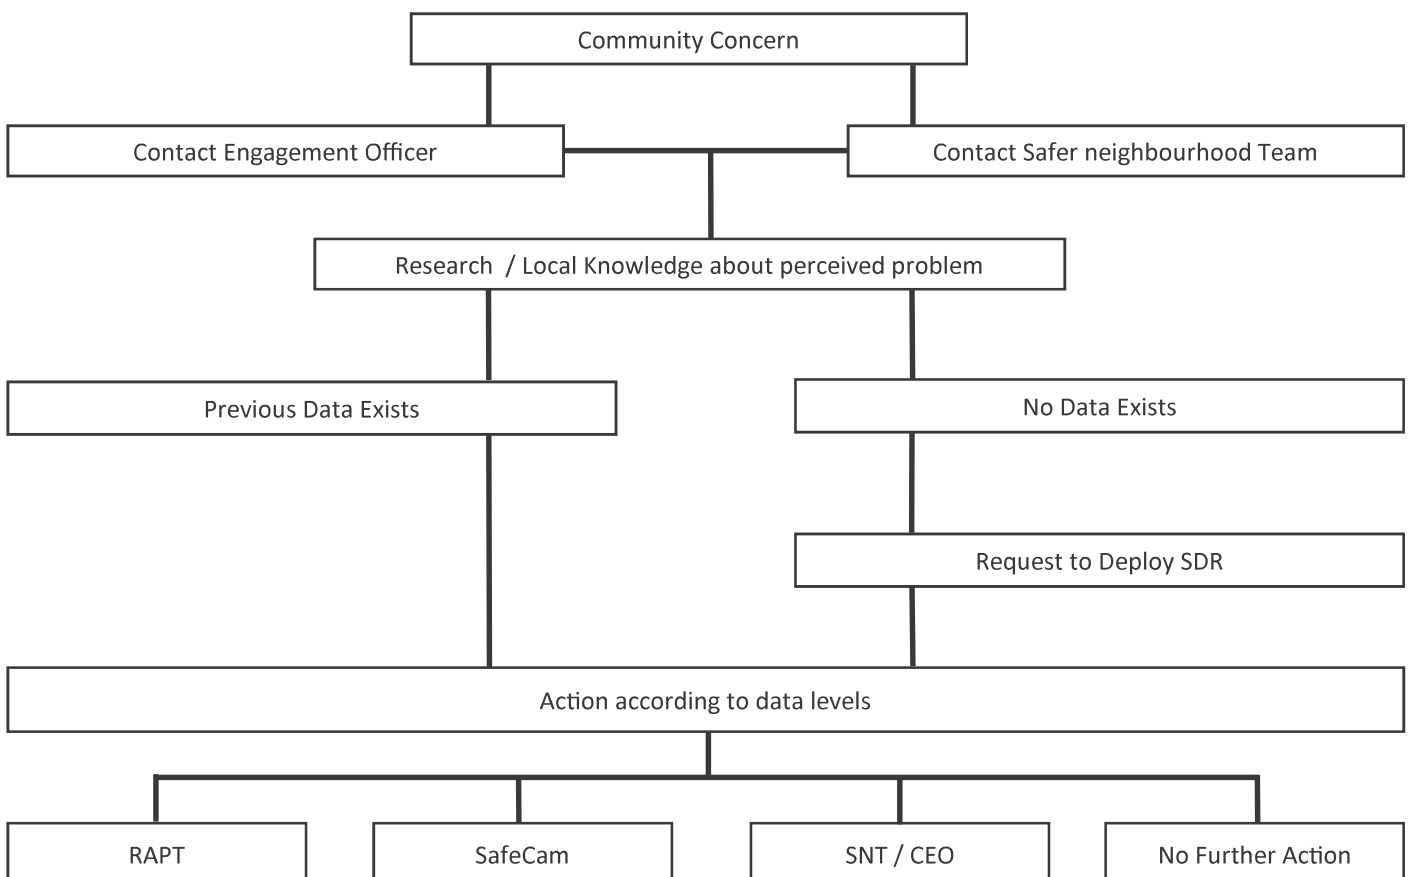 Community Concern
Contact Engagement Officer
Contact Safer neighbourhood Team
Research / Local Knowledge about perceived problem
Previous Data Exists
No Data Exists
Request to Deploy SDR
Action according to data levels
RAPT
SafeCam
SNT / CEO
No Further Action